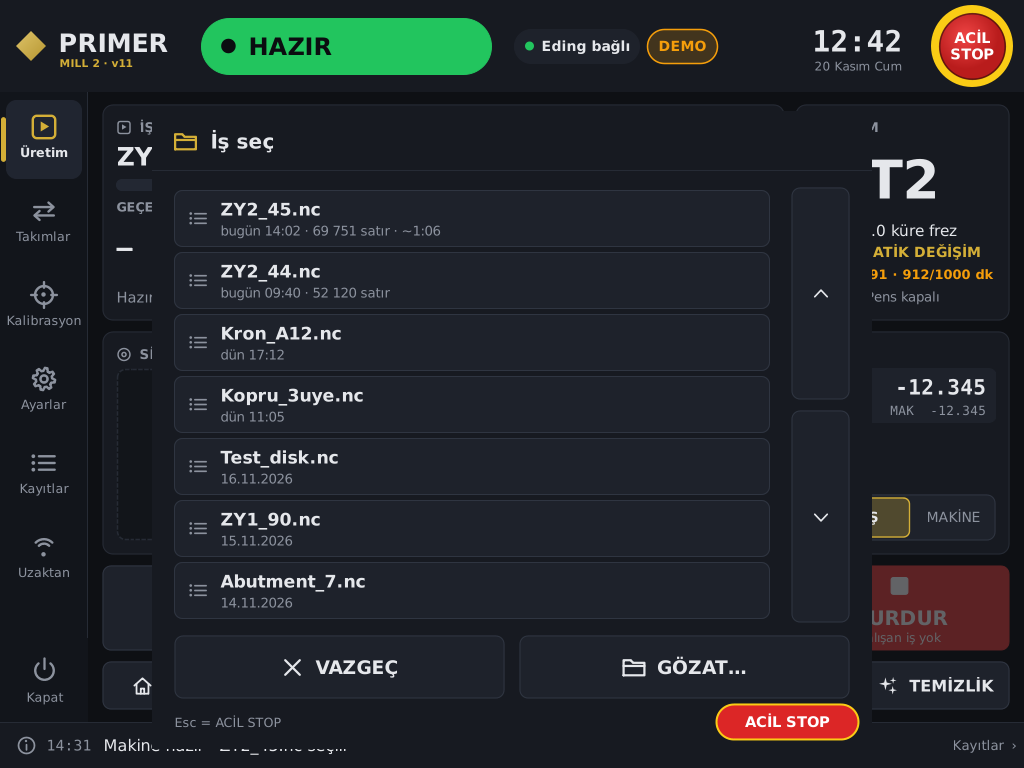 PRIMER
MILL 2 · v11
HAZIR
Eding bağlı
DEMO
12:42
20 Kasım Cum
ACİL
STOP
Üretim
Takımlar
Kalibrasyon
Ayarlar
Kayıtlar
Uzaktan
Kapat
İŞ
ZY
GEÇE
–
Hazır
Sİ
İş seç
ZY2_45.nc
bugün 14:02 · 69 751 satır · ~1:06
ZY2_44.nc
bugün 09:40 · 52 120 satır
Kron_A12.nc
dün 17:12
Kopru_3uye.nc
dün 11:05
Test_disk.nc
16.11.2026
ZY1_90.nc
15.11.2026
Abutment_7.nc
14.11.2026
VAZGEÇ
GÖZAT...
Esc = ACİL STOP
ACİL STOP
M
T2
.0 küre frez
ATİK DEĞİŞİM
91 · 912/1000 dk
Pens kapalı
-12.345
MAK -12.345
Ş
MAKİNE
URDUR
alışan iş yok
TEMİZLİK
14:31
Kayıtlar ›